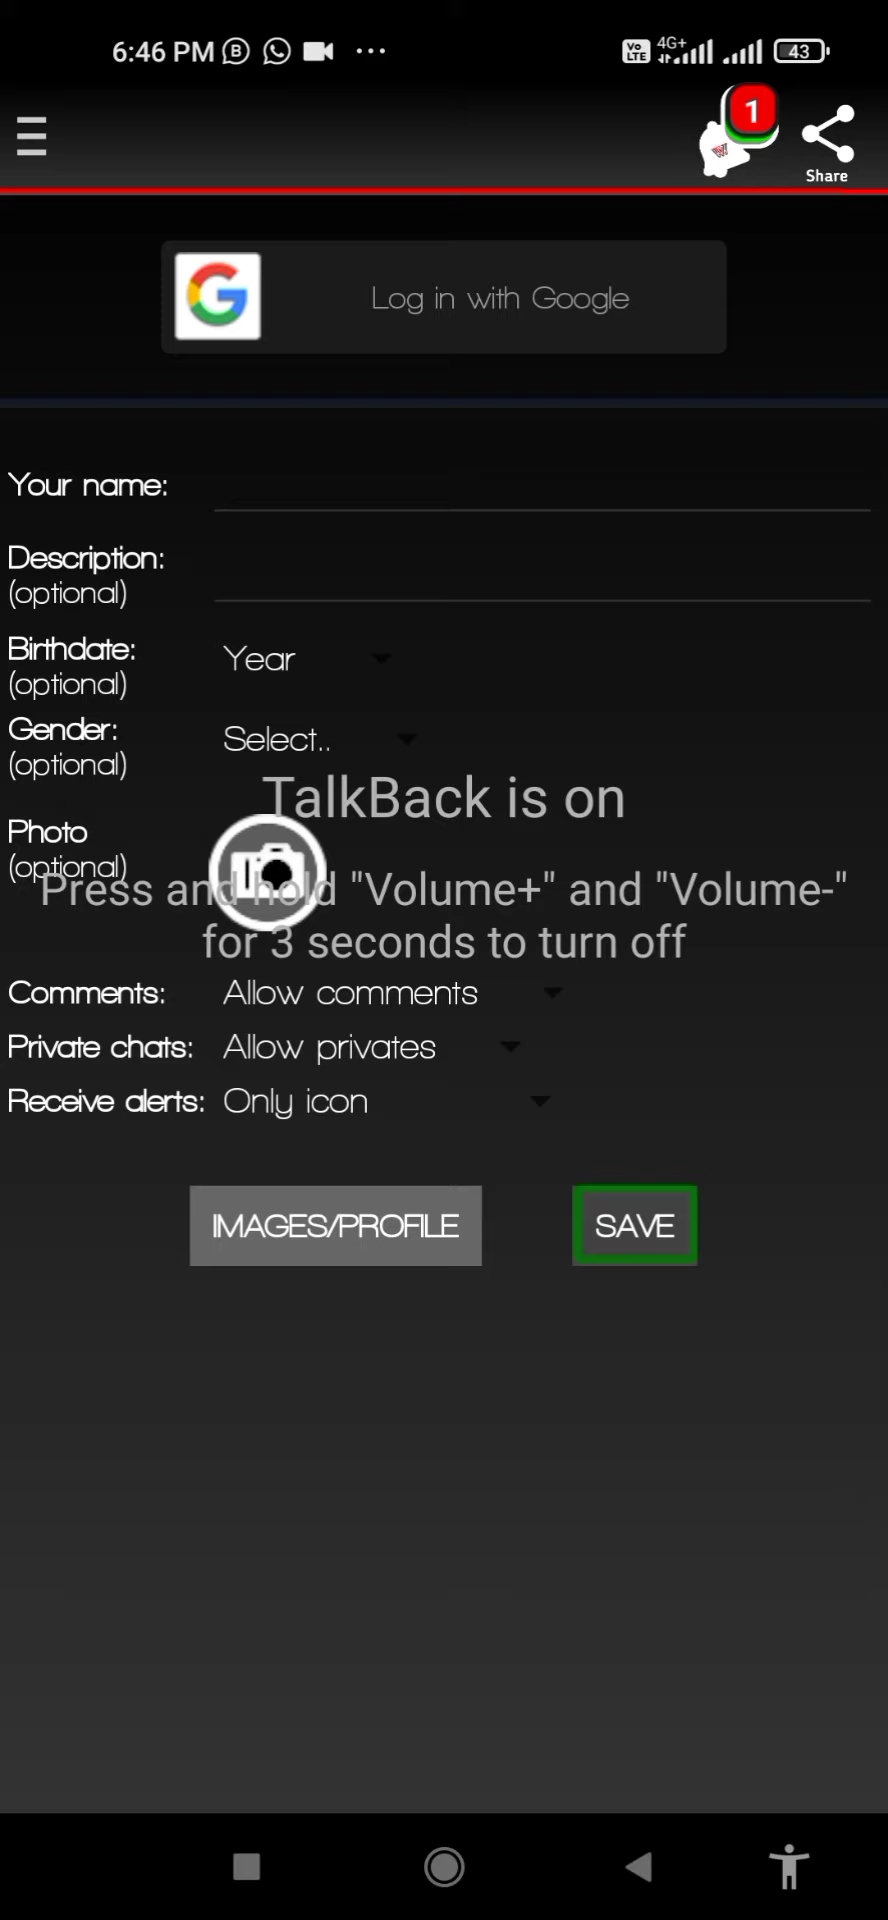 6:46 PM
Vo LTE 4G+ 43
1
Share
Log in with Google
Your name:
Description:
(optional)
Birthdate:
(optional)
Year
Gender:
(optional)
Select..
TalkBack is on
Photo
(optional)
Press and hold "Volume+" and "Volume-"
for 3 seconds to turn off
Comments: Allow comments
Private chats: Allow privates
Receive alerts: Only icon
IMAGES/PROFILE SAVE